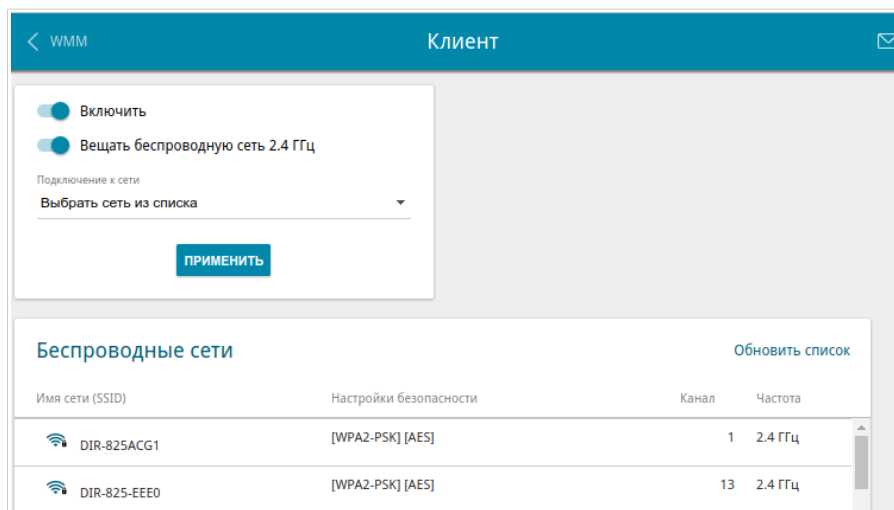 WMM
Клиент
Включить
Вещать беспроводную сеть 2.4 ГГц
Подключение к сети
Выбрать сеть из списка
ПРИМЕНИТЬ
Беспроводные сети
Обновить список
Имя сети (SSID) Настройки безопасности Канал Частота
DIR-825ACG1 [WPA2-PSK] [AES] 1 2.4 ГГц
DIR-825-EEE0 [WPA2-PSK] [AES] 13 2.4 ГГц